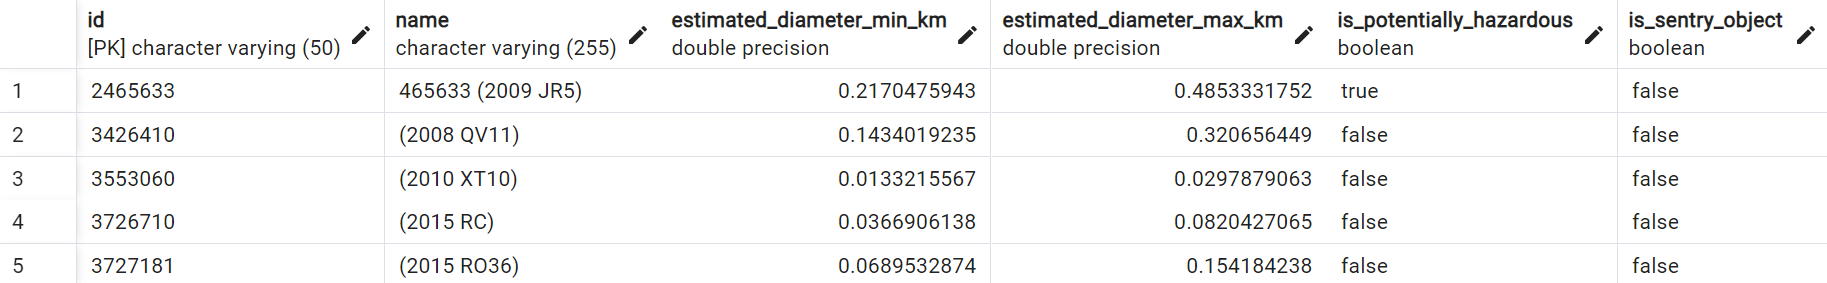 id name estimated_diameter_min_km estimated_diameter_max_km is_potentially_hazardous is_sentry_object
[PK] character varying (50) character varying (255) double precision double precision boolean boolean
1 2465633 465633 (2009 JR5) 0.2170475943 0.4853331752 true false
2 3426410 (2008 QV11) 0.1434019235 0.320656449 false false
3 3553060 (2010 XT10) 0.0133215567 0.0297879063 false false
4 3726710 (2015 RC) 0.0366906138 0.0820427065 false false
5 3727181 (2015 RO36) 0.0689532874 0.154184238 false false